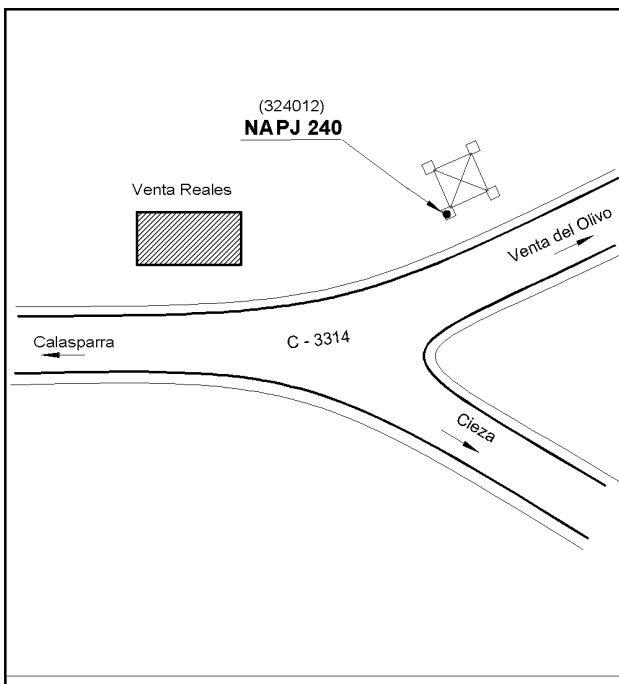 (324012)
NAPJ 240
Venta Reales
Venta del Olivo
C - 3314
Calasparra
Cieza